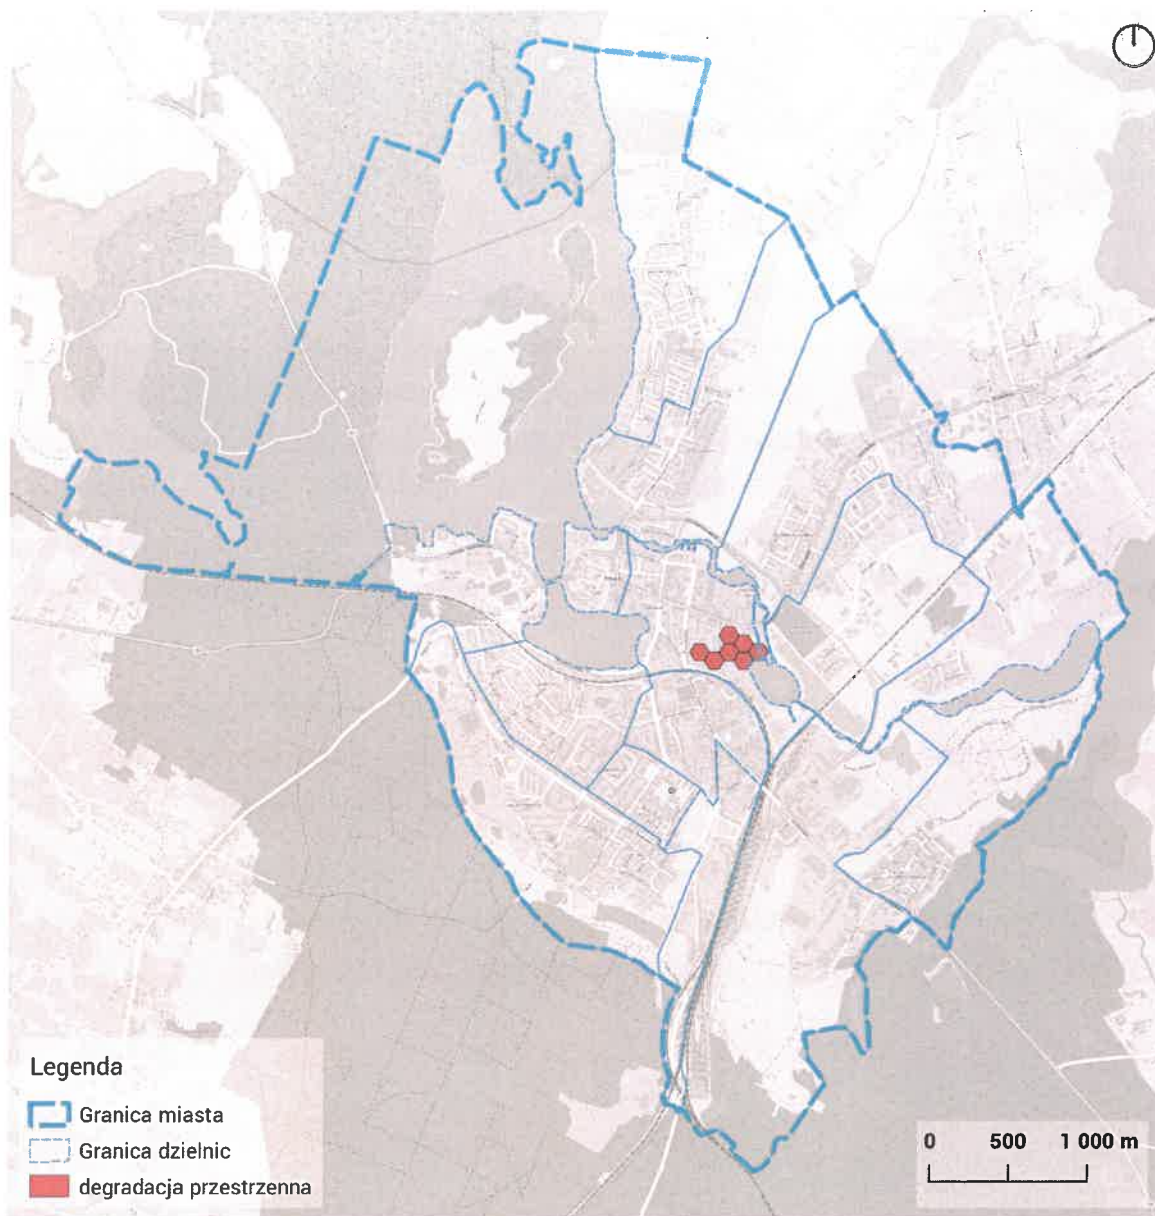 Legenda
Granica miasta
Granica dzielnic
degradacja przestrzenna
0 500 1 000 m